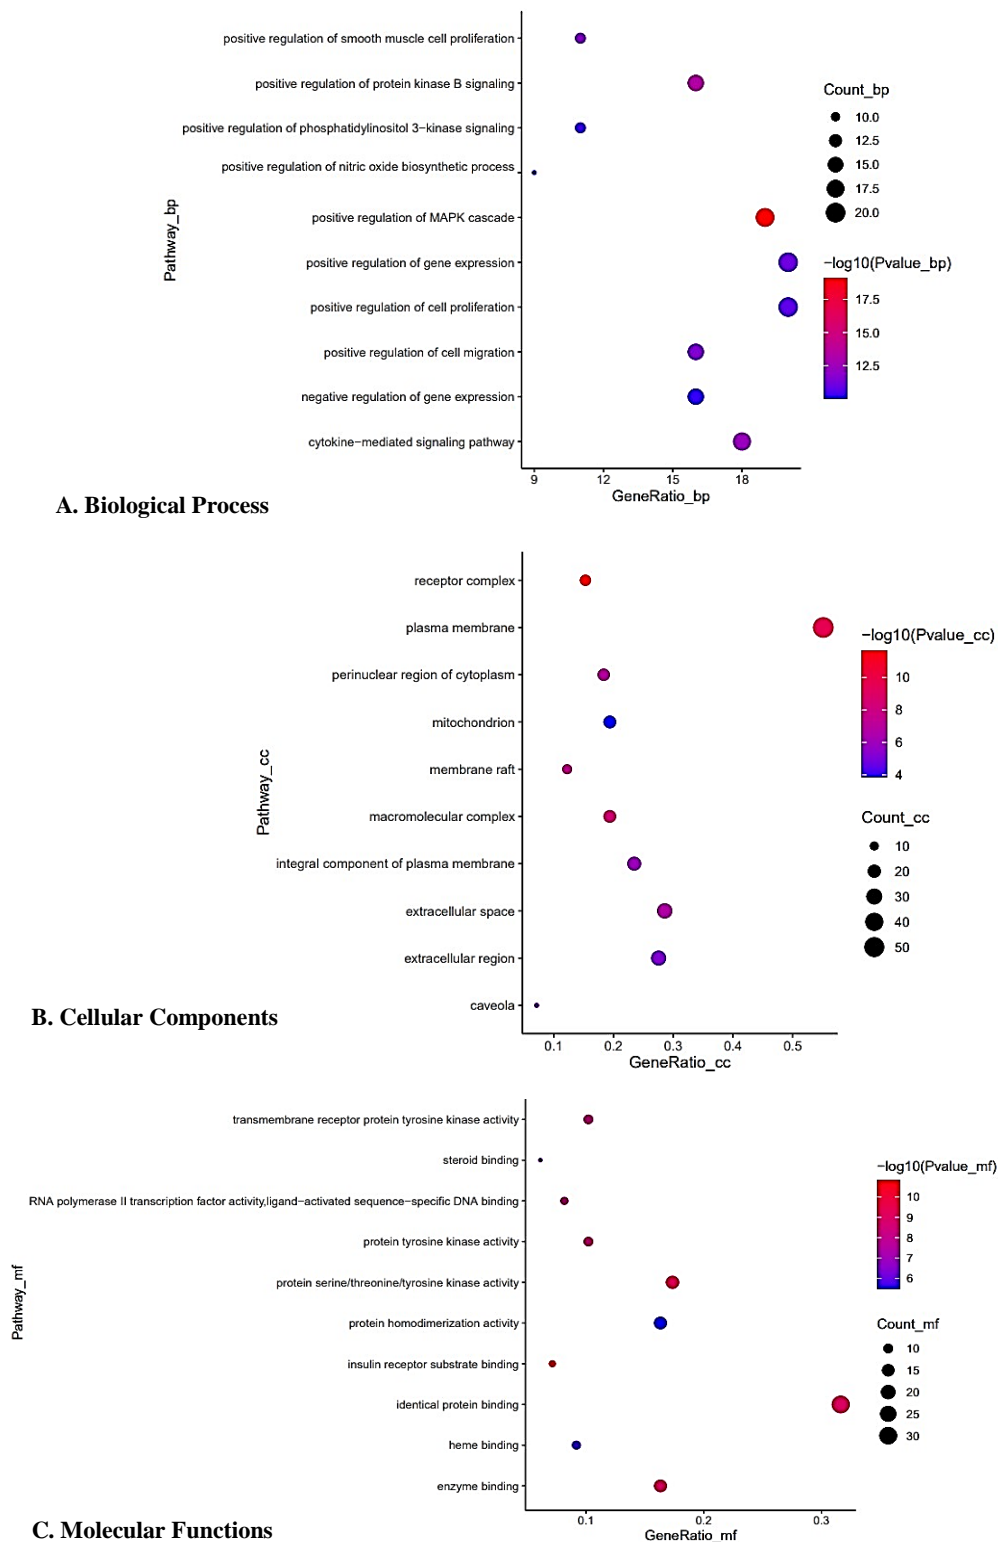 positive regulation of smooth muscle cell proliferation
positive regulation of protein kinase B signaling
positive regulation of phosphatidylinositol 3−kinase signaling
positive regulation of nitric oxide biosynthetic process
positive regulation of MAPK cascade
positive regulation of gene expression
positive regulation of cell proliferation
positive regulation of cell migration
negative regulation of gene expression
cytokine−mediated signaling pathway
Pathway_bp
9 12 15 18
GeneRatio_bp
Count_bp
10.0
12.5
15.0
17.5
20.0
−log10(Pvalue_bp)
17.5
15.0
12.5
A. Biological Process
receptor complex
plasma membrane
perinuclear region of cytoplasm
mitochondrion
membrane raft
macromolecular complex
integral component of plasma membrane
extracellular space
extracellular region
caveola
Pathway_cc
0.1 0.2 0.3 0.4 0.5
GeneRatio_cc
−log10(Pvalue_cc)
10
8
6
4
Count_cc
10
20
30
40
50
B. Cellular Components
transmembrane receptor protein tyrosine kinase activity
steroid binding
RNA polymerase II transcription factor activity,ligand−activated sequence−specific DNA binding
protein tyrosine kinase activity
protein serine/threonine/tyrosine kinase activity
protein homodimerization activity
insulin receptor substrate binding
identical protein binding
heme binding
enzyme binding
Pathway_mf
0.1 0.2 0.3
GeneRatio_mf
−log10(Pvalue_mf)
10
9
8
7
6
Count_mf
10
15
20
25
30
C. Molecular Functions